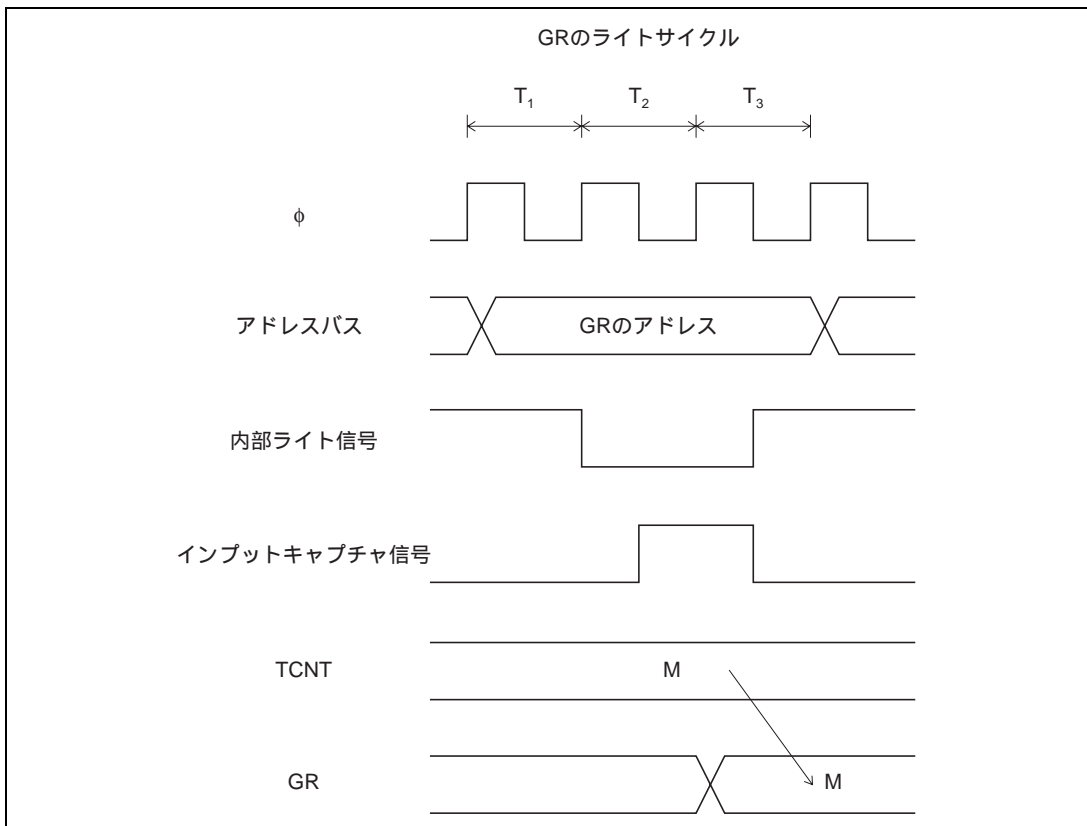 GRのライトサイクル
T1 T2 T3
φ
アドレスバス GRのアドレス
内部ライト信号
インプットキャプチャ信号
TCNT M
GR M